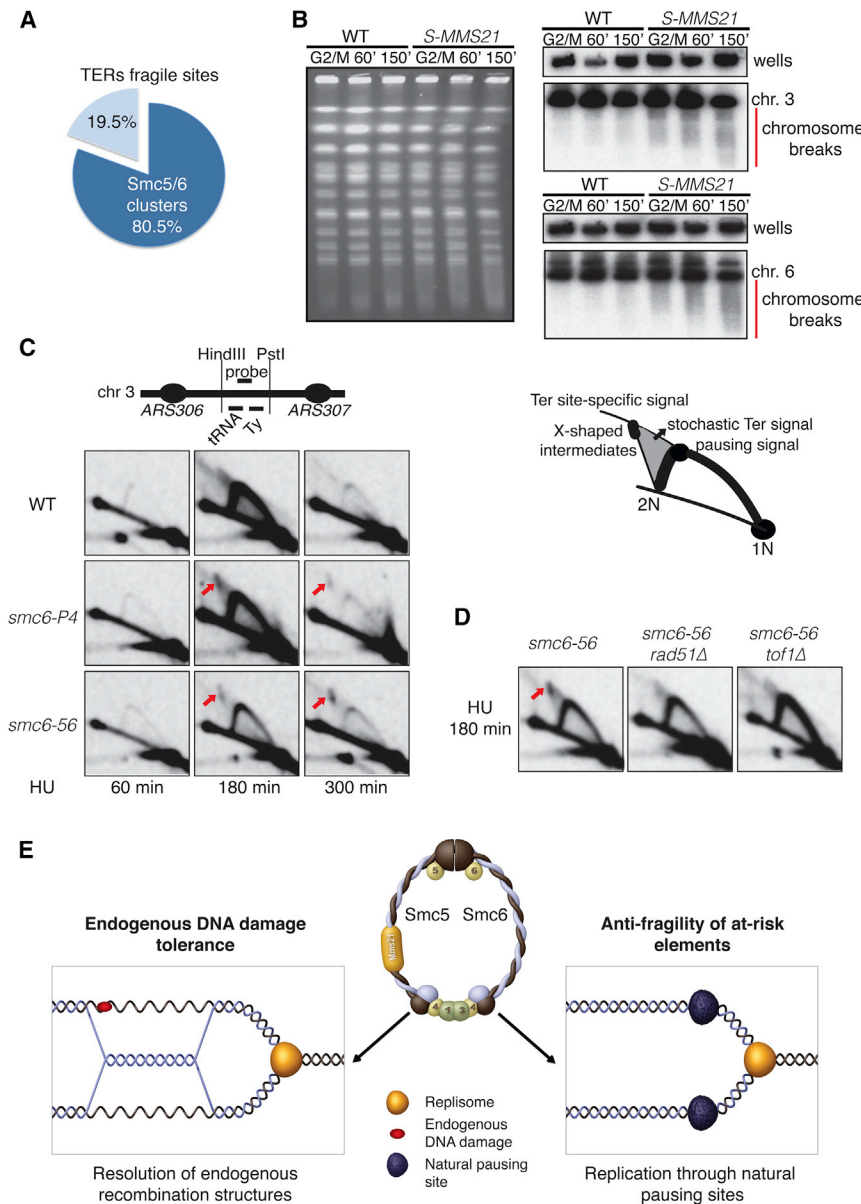 A
TERs fragile sites
19.5%
Smc5/6
clusters
80.5%
B
WT
S-MMS21
G2/M 60' 150' G2/M 60' 150'
WT
S-MMS21
G2/M 60' 150' G2/M 60' 150'
wells
chr. 3
chromosome
breaks
WT
S-MMS21
G2/M 60' 150' G2/M 60' 150'
wells
chr. 6
chromosome
breaks
C
HindIII PstI
probe
chr 3
ARS306
ARS307
tRNA
Ty
Ter site-specific signal
X-shaped
intermediates
stochastic Ter signal
pausing signal
2N
1N
WT
smc6-P4
smc6-56
HU
60 min
180 min
300 min
D
smc6-56
smc6-56
rad51Δ
smc6-56
tof1Δ
HU
180 min
E
5
6
Smc5
Smc6
Mms21
4
1
3
4
Endogenous DNA damage
tolerance
Anti-fragility of at-risk
elements
Replisome
Endogenous
DNA damage
Natural pausing
site
Resolution of endogenous
recombination structures
Replication through natural
pausing sites